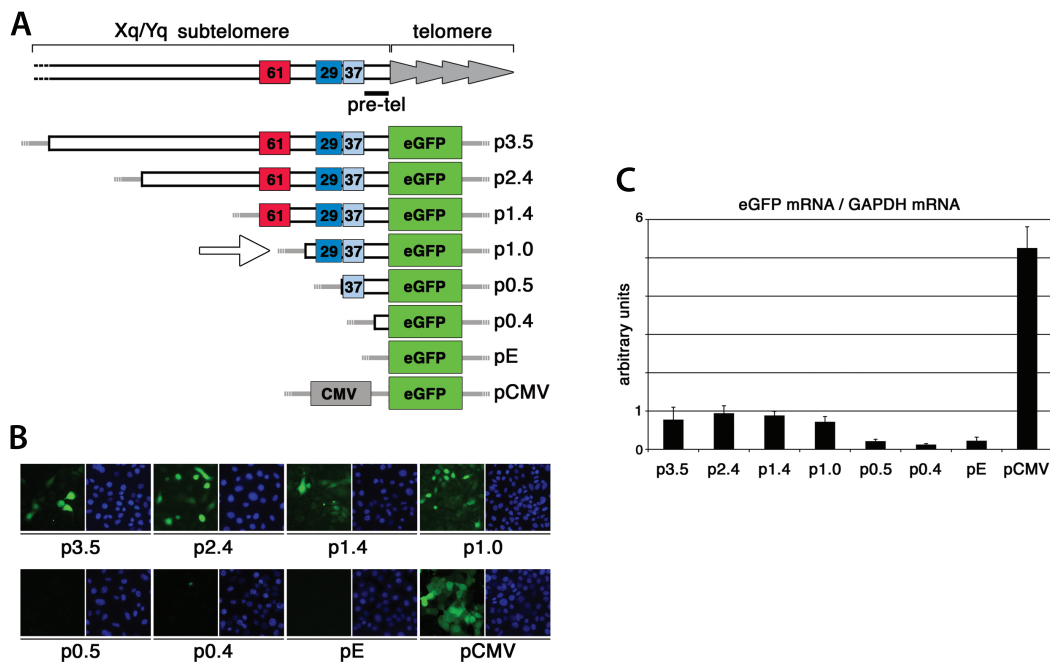 A
Xq/Yq subtelomere telomere
61 29 37
pre-tel
61 29 37 eGFP p3.5
61 29 37 eGFP p2.4
61 29 37 eGFP p1.4
29 37 eGFP p1.0
37 eGFP p0.5
eGFP p0.4
eGFP pE
CMV eGFP pCMV
B
p3.5 p2.4 p1.4 p1.0
p0.5 p0.4 pE pCMV
C
eGFP mRNA / GAPDH mRNA
arbitrary units
6
1
0
p3.5 p2.4 p1.4 p1.0 p0.5 p0.4 pE pCMV